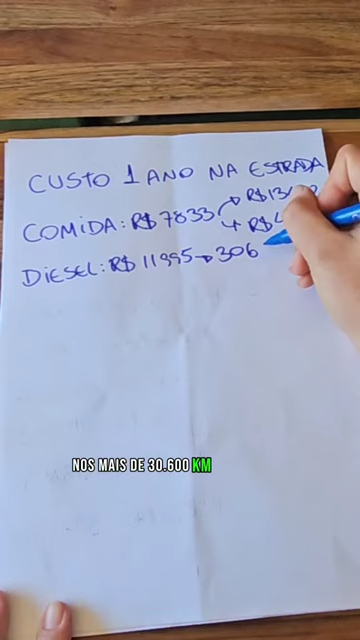 CUSTO 1 ANO NA ESTRADA
COMIDA: R$ 7833 → R$
↳ R$
DIESEL: R$ 11995 → 306
NOS MAIS DE 30.600 KM